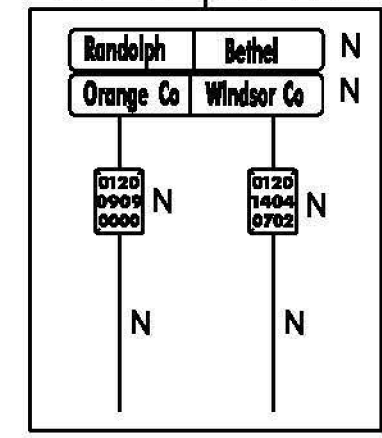 Randolph Bethel N
Orange Co Windsor Co N
0120
0909 N
0000
0120
1404 N
0702
N N